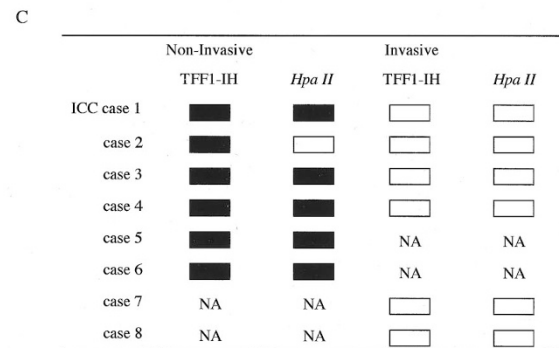 C
Non-Invasive Invasive
TFF1-IH Hpa II TFF1-IH Hpa II
ICC case 1
case 2
case 3
case 4
case 5 NA NA
case 6 NA NA
case 7 NA NA
case 8 NA NA